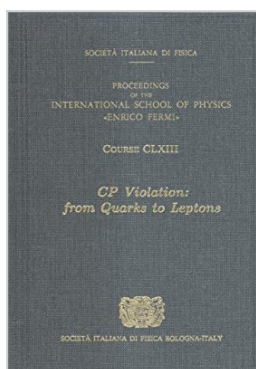 SOCIETÀ ITALIANA DI FISICA
PROCEEDINGS
OF THE
INTERNATIONAL SCHOOL OF PHYSICS
«ENRICO FERMI»
COURSE CLXIII
CP Violation:
from Quarks to Leptons
SOCIETÀ ITALIANA DI FISICA BOLOGNA-ITALY